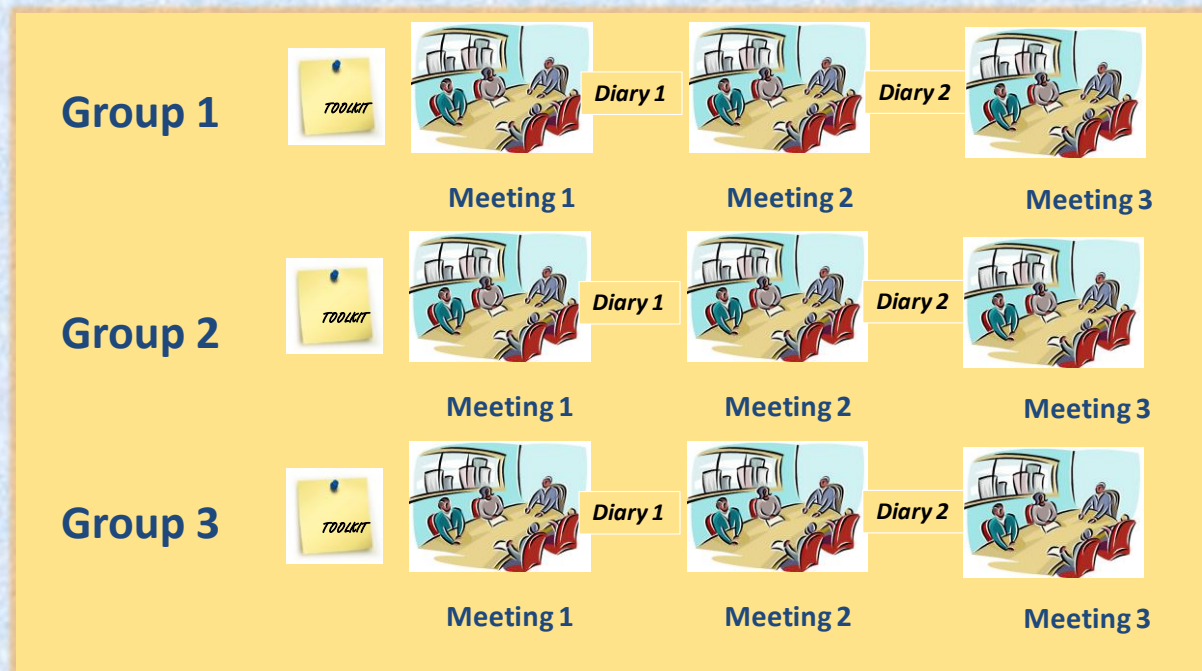 Group 1
TOOLKIT
Diary 1
Diary 2
Meeting 1
Meeting 2
Meeting 3
Group 2
TOOLKIT
Diary 1
Diary 2
Meeting 1
Meeting 2
Meeting 3
Group 3
TOOLKIT
Diary 1
Diary 2
Meeting 1
Meeting 2
Meeting 3